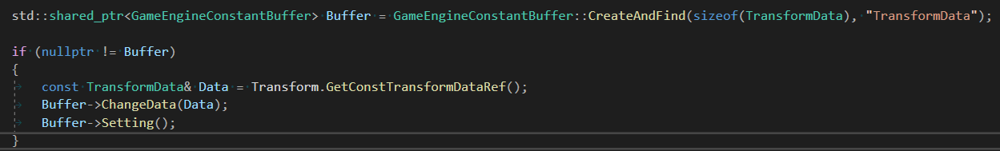 std::shared_ptr<GameEngineConstantBuffer> Buffer = GameEngineConstantBuffer::CreateAndFind(sizeof(TransformData), "TransformData");
if (nullptr != Buffer)
{
const TransformData& Data = Transform.GetConstTransformDataRef();
Buffer->ChangeData(Data);
Buffer->Setting();
}